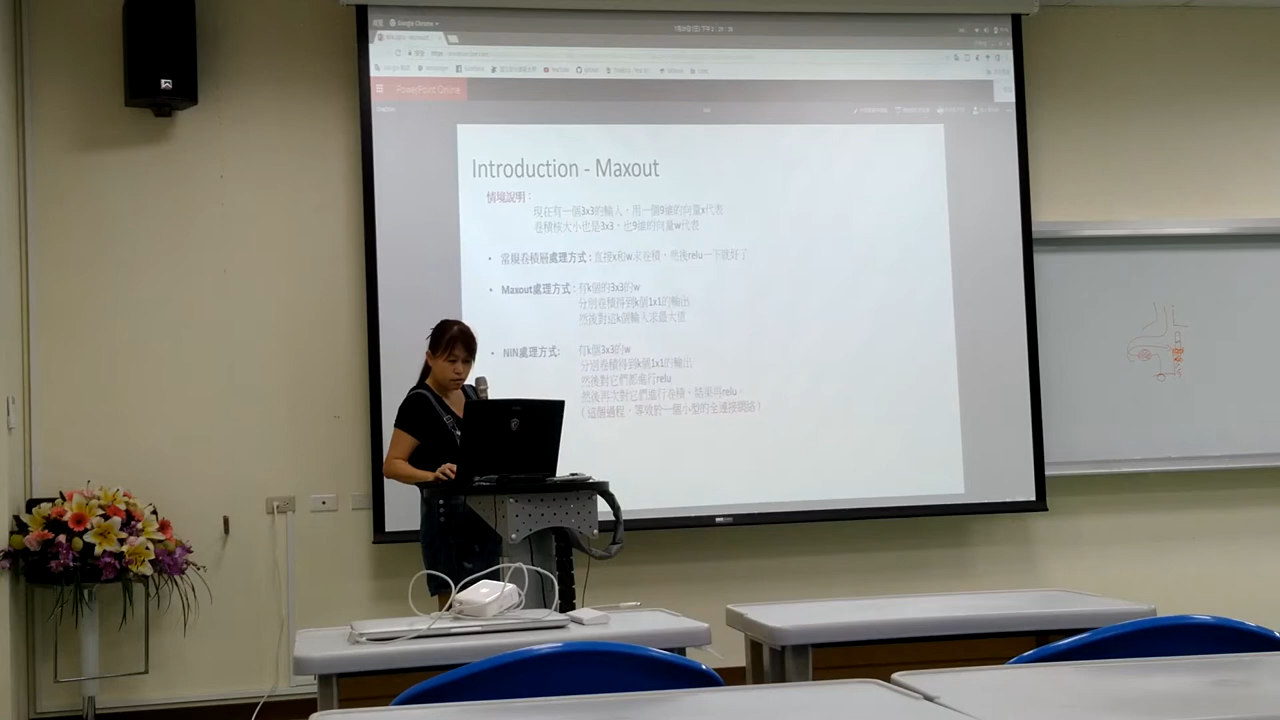 Google Chrome
PowerPoint Online
Introduction - Maxout
情境說明：
現在有一個3x3的輸入，用一個9維的向量x代表
卷積核大小也是3x3，也9維的向量w代表
• 常規卷積層處理方式：直接x和w求卷積，然後relu一下就好了
• Maxout處理方式：有k個的3x3的w
分別卷積得到k個1x1的輸出
然後對這k個輸入求最大值
• NIN處理方式: 有k個3x3的w
分別卷積得到k個1x1的輸出
然後對它們都進行relu
然後再次對它們進行卷積，結果再relu，
（這個過程，等效於一個小型的全連接網絡）